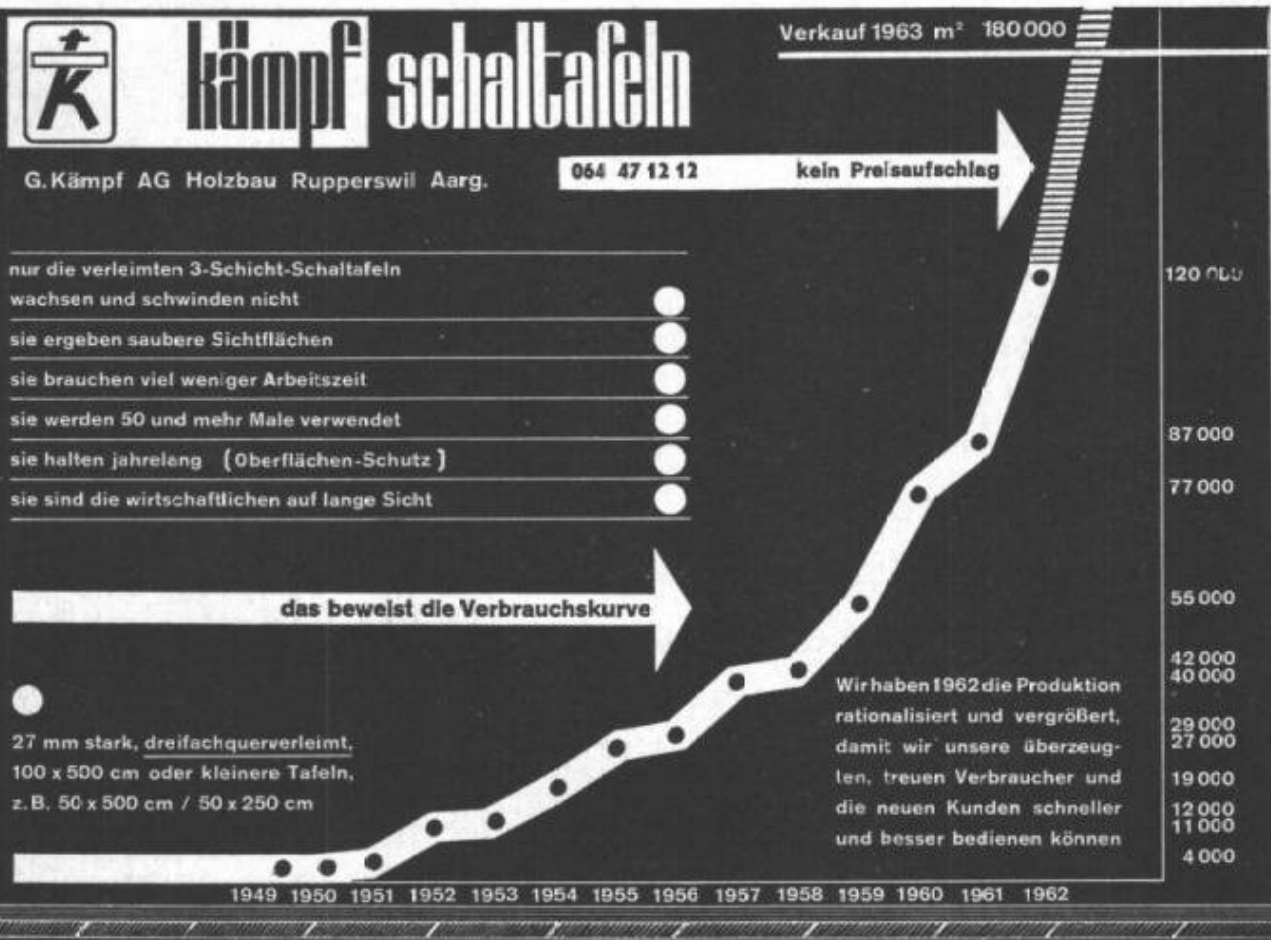 K
kämpf schaltafeln
G. Kämpf AG Holzbau Rupperswil Aarg.
Verkauf 1963 m² 180 000
064 47 12 12 kein Preisaufschlag
nur die verleimten 3-Schicht-Schaltafeln
wachsen und schwinden nicht
sie ergeben saubere Sichtflächen
sie brauchen viel weniger Arbeitszeit
sie werden 50 und mehr Male verwendet
sie halten jahrelang (Oberflächen-Schutz)
sie sind die wirtschaftlichen auf lange Sicht
das beweist die Verbrauchskurve
27 mm stark, dreifachquerverleimt,
100 x 500 cm oder kleinere Tafeln,
z. B. 50 x 500 cm / 50 x 250 cm
Wir haben 1962 die Produktion
rationalisiert und vergrößert,
damit wir unsere überzeug-
ten, treuen Verbraucher und
die neuen Kunden schneller
und besser bedienen können
120 000
87 000
77 000
55 000
42 000
40 000
29 000
27 000
19 000
12 000
11 000
4 000
1949 1950 1951 1952 1953 1954 1955 1956 1957 1958 1959 1960 1961 1962